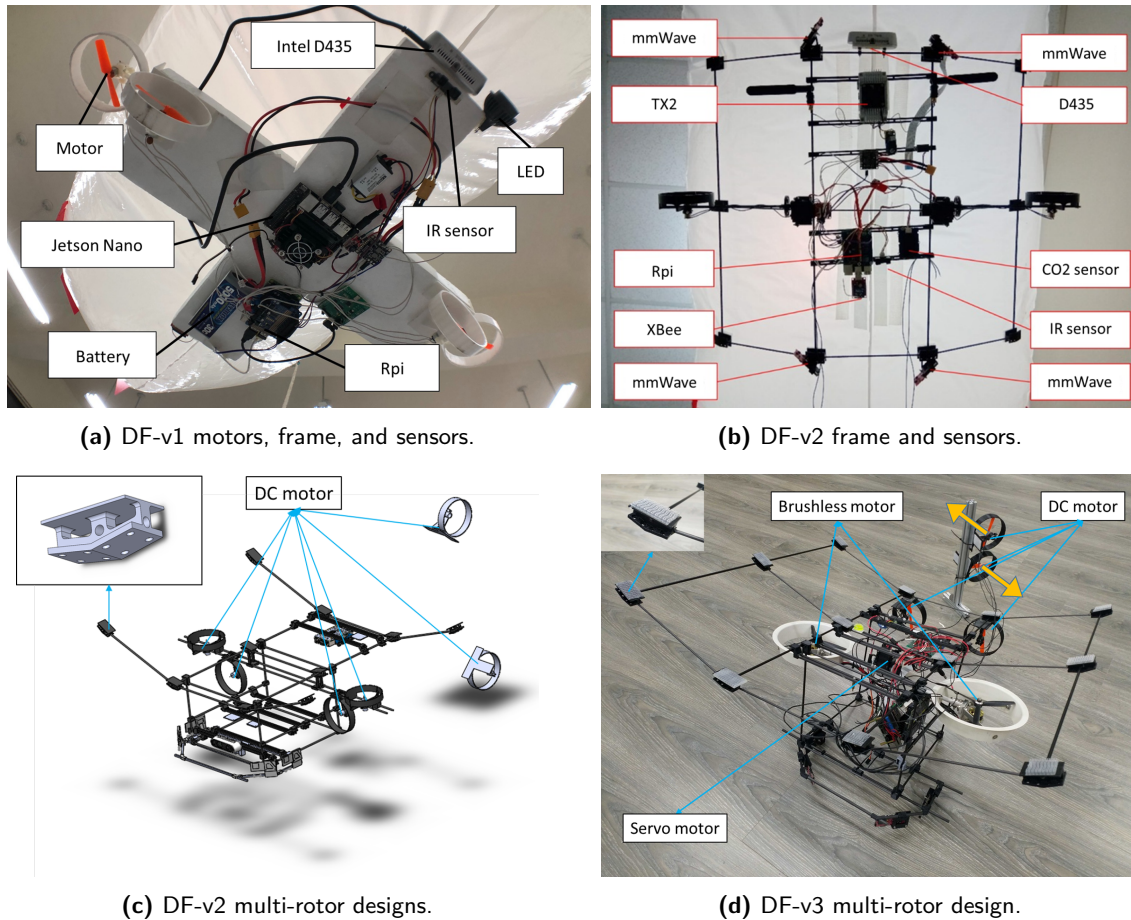 Intel D435
Motor
LED
Jetson Nano
IR sensor
Battery
Rpi
5000
(a) DF-v1 motors, frame, and sensors.
mmWave
mmWave
TX2
D435
Rpi
CO2 sensor
XBee
IR sensor
mmWave
mmWave
(b) DF-v2 frame and sensors.
DC motor
(c) DF-v2 multi-rotor designs.
Brushless motor
DC motor
Servo motor
(d) DF-v3 multi-rotor design.